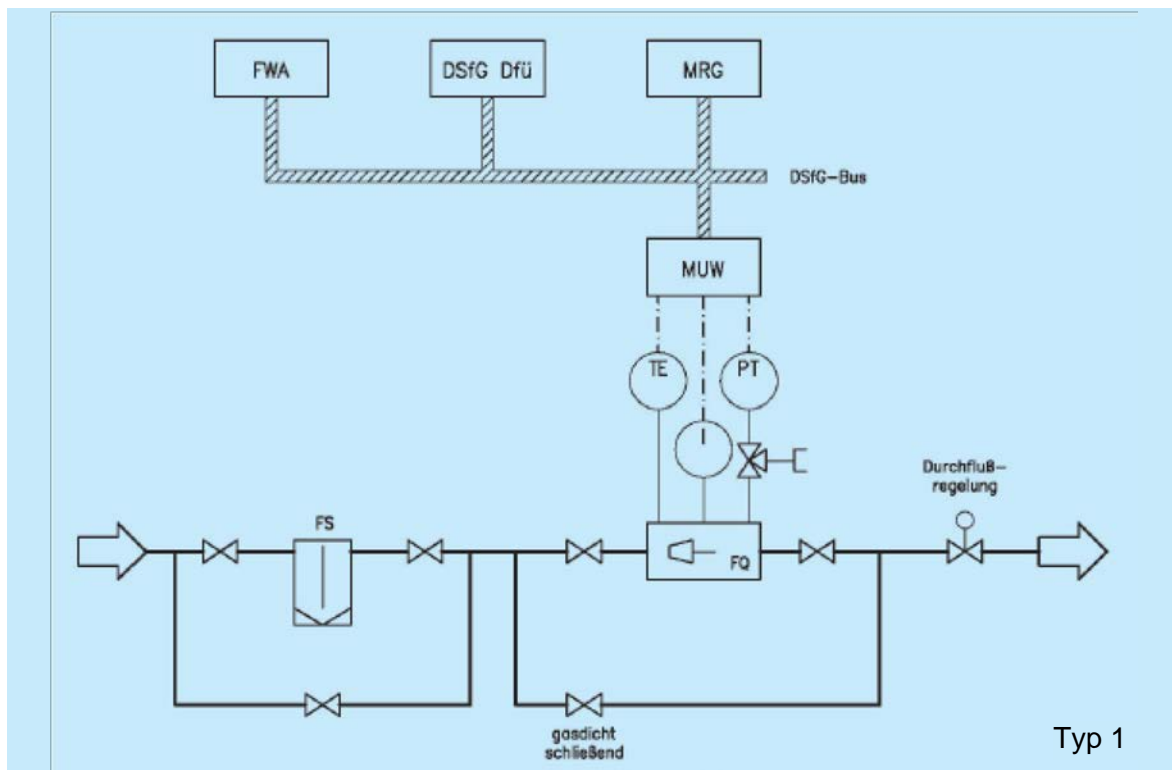 FWA
DSfG Dfü
MRG
DSfG-Bus
MUW
TE
PT
Durchfluß-
regelung
FS
FQ
gasdicht
schließend
Typ 1